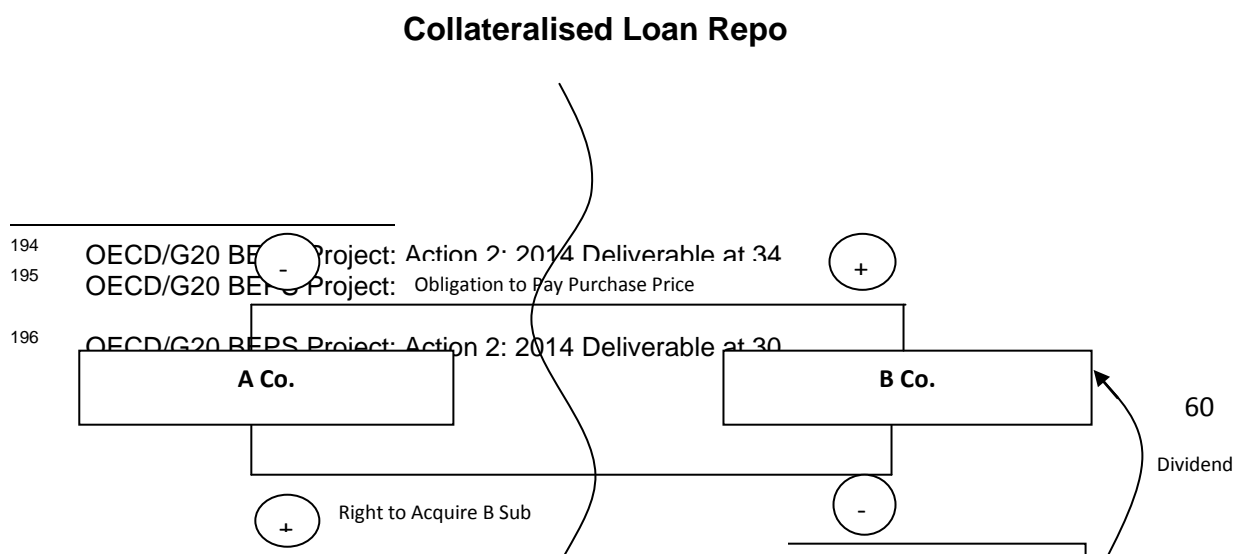 Collateralised Loan Repo
194 OECD/G20 BEPS Project: Action 2: 2014 Deliverable at 34
195 OECD/G20 BEPS Project:
- +
Obligation to Pay Purchase Price
196 OECD/G20 BEPS Project: Action 2: 2014 Deliverable at 30
A Co.
B Co.
60
Dividend
+ Right to Acquire B Sub -